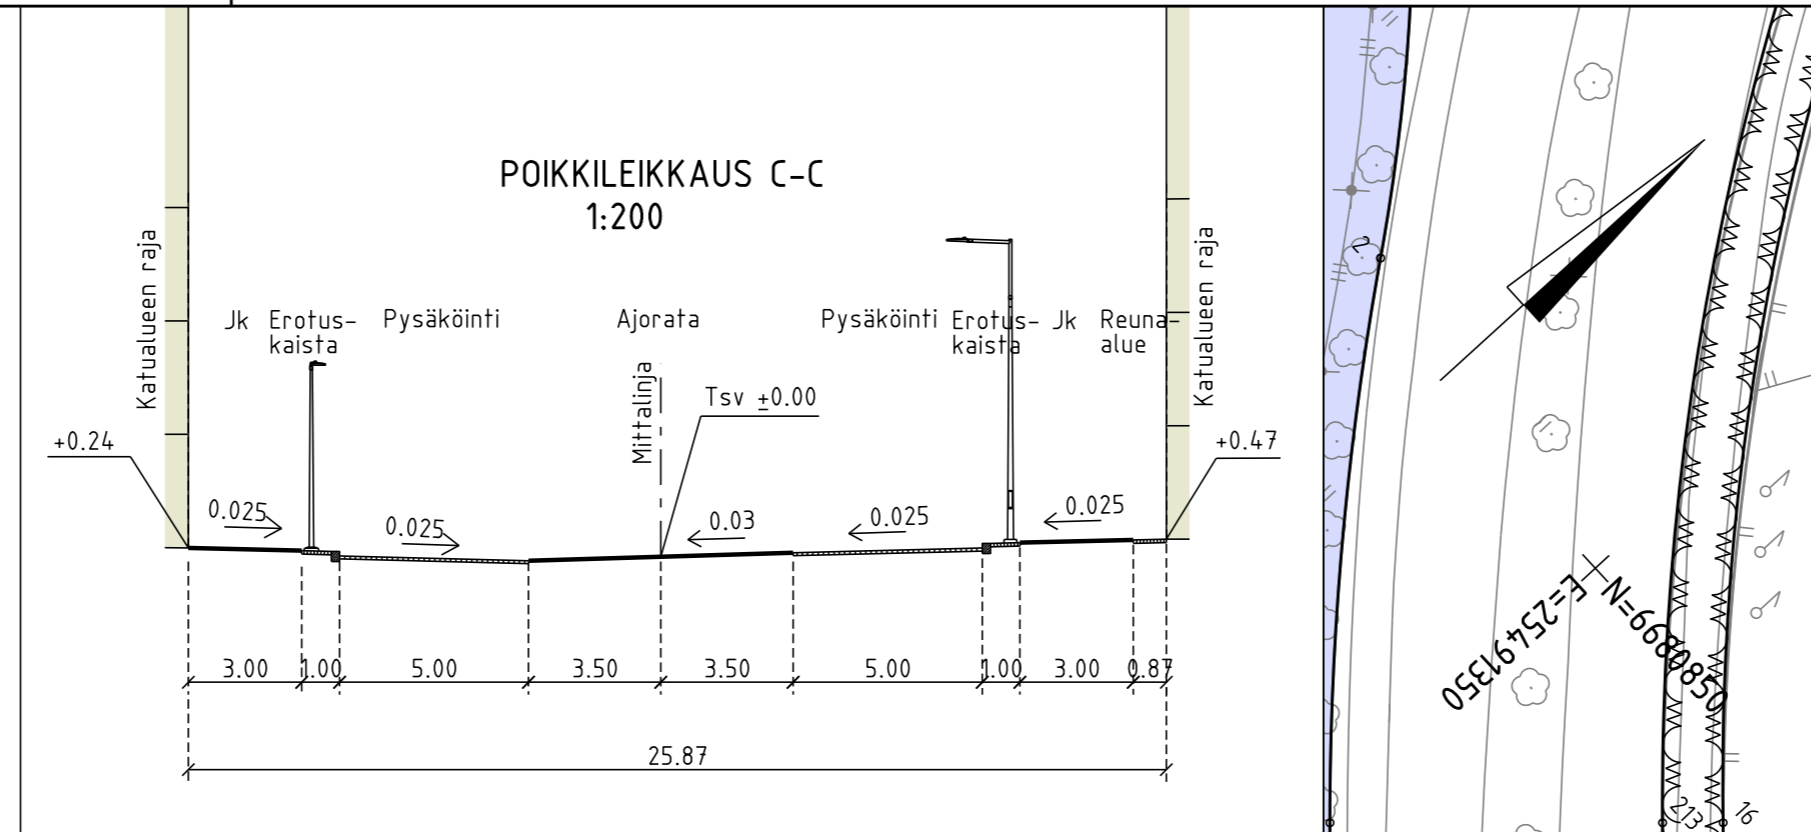 POIKKILEIKKAUS C-C
1:200
Katualueen raja
Jk
Erotus-
kaista
Pysäköinti
Ajorata
Pysäköinti
Erotus-
kaista
Jk
Reuna-
alue
Katualueen raja
Mittalinja
Tsv ±0.00
+0.24
+0.47
0.025
0.025
0.03
0.025
0.025
3.00
1.00
5.00
3.50
3.50
5.00
1.00
3.00
0.87
25.87
2
N=6680850
E=25491350
213
16